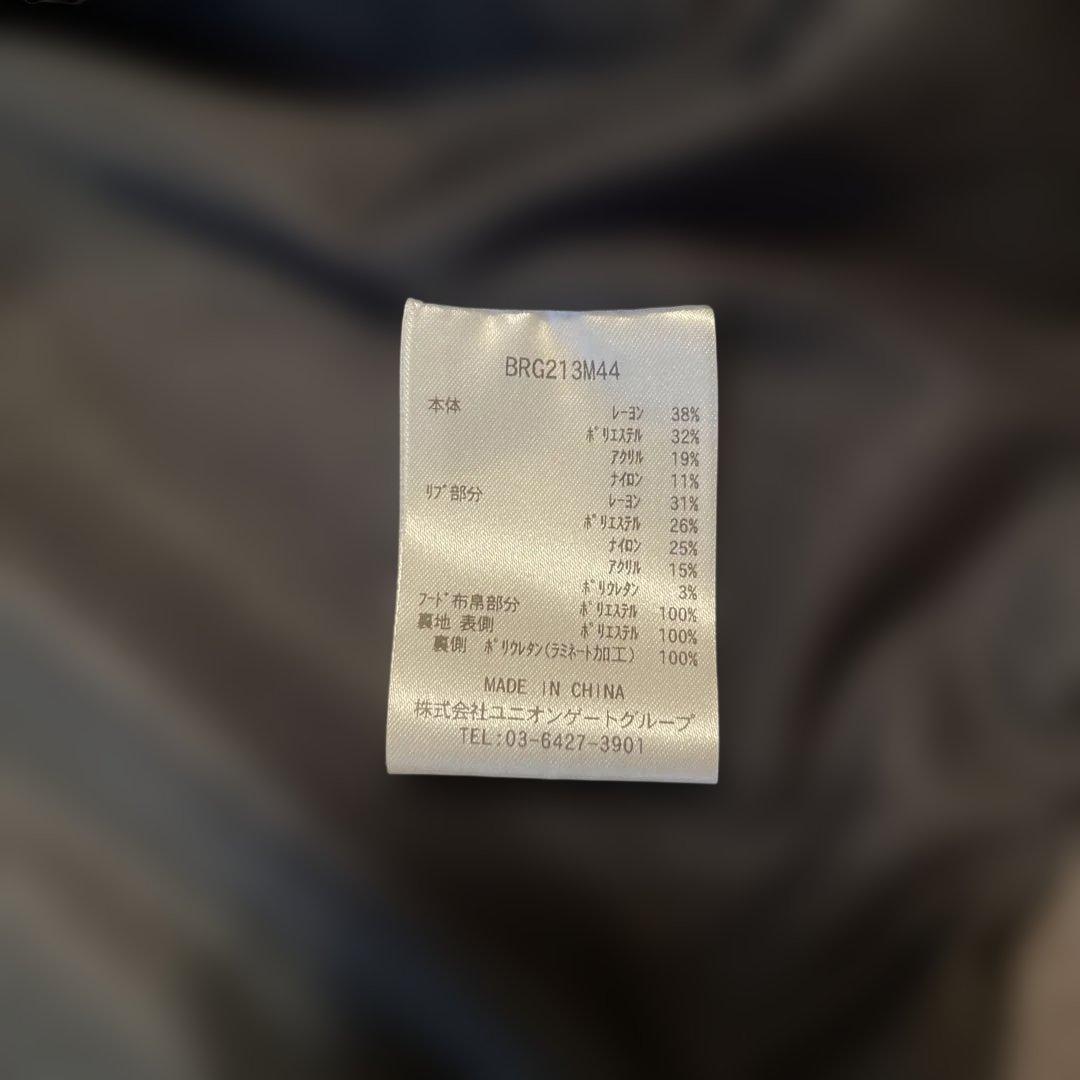 BRG213M44
本体 ﾚｰﾖﾝ 38%
ﾎﾟﾘｴｽﾃﾙ 32%
ｱｸﾘﾙ 19%
ﾅｲﾛﾝ 11%
ﾘﾌﾞ部分 ﾚｰﾖﾝ 31%
ﾎﾟﾘｴｽﾃﾙ 26%
ﾅｲﾛﾝ 25%
ｱｸﾘﾙ 15%
ﾎﾟﾘｳﾚﾀﾝ 3%
ﾌｰﾄﾞ布帛部分 ﾎﾟﾘｴｽﾃﾙ 100%
裏地 表側 ﾎﾟﾘｴｽﾃﾙ 100%
裏側 ﾎﾟﾘｳﾚﾀﾝ(ﾗﾐﾈｰﾄ加工) 100%
MADE IN CHINA
株式会社ユニオンゲートグループ
TEL:03-6427-3901